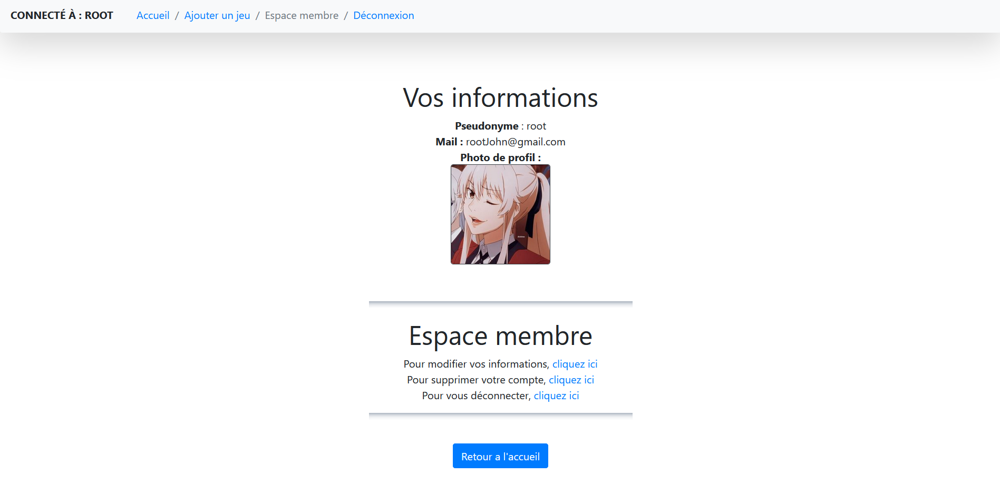 CONNECTÉ À : ROOT Accueil / Ajouter un jeu / Espace membre / Déconnexion
Vos informations
Pseudonyme : root
Mail : rootJohn@gmail.com
Photo de profil :
Espace membre
Pour modifier vos informations, cliquez ici
Pour supprimer votre compte, cliquez ici
Pour vous déconnecter, cliquez ici
Retour a l'accueil